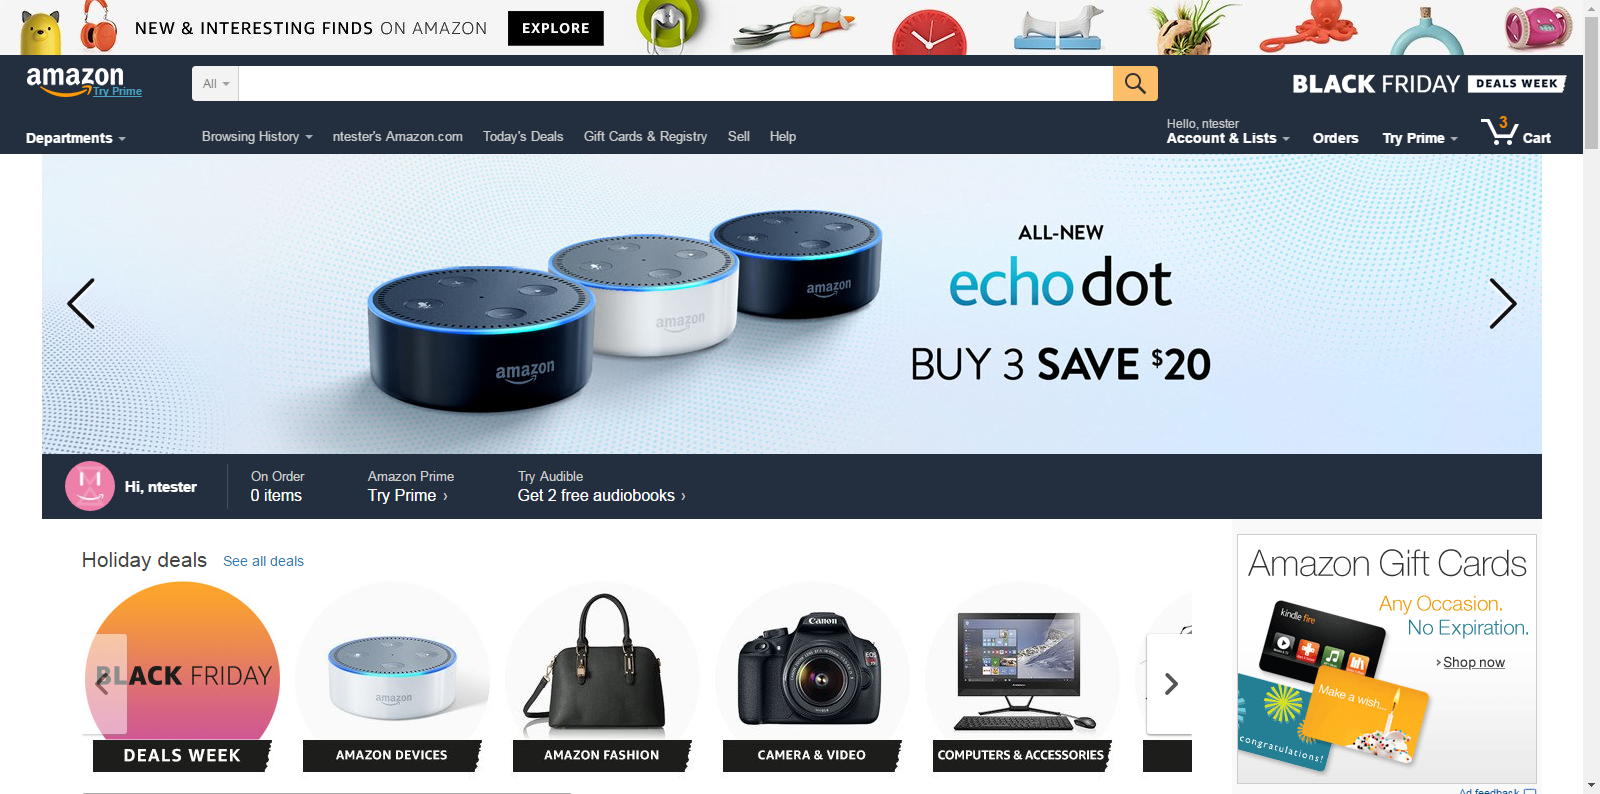 NEW & INTERESTING FINDS ON AMAZON EXPLORE
amazon
Try Prime
All
BLACK FRIDAY DEALS WEEK
Departments
Browsing History
ntester's Amazon.com
Today's Deals
Gift Cards & Registry
Sell
Help
Hello, ntester
Account & Lists
Orders
Try Prime
3
Cart
ALL-NEW
echo dot
BUY 3 SAVE $20
amazon
amazon
amazon
Hi, ntester
On Order
0 items
Amazon Prime
Try Prime ›
Try Audible
Get 2 free audiobooks ›
Holiday deals See all deals
BLACK FRIDAY
DEALS WEEK
amazon
AMAZON DEVICES
AMAZON FASHION
Canon
EOS
CAMERA & VIDEO
COMPUTERS & ACCESSORIES
Amazon Gift Cards
Any Occasion.
No Expiration.
› Shop now
kindle fire
Make a wish...
congratulations!
Ad feedback